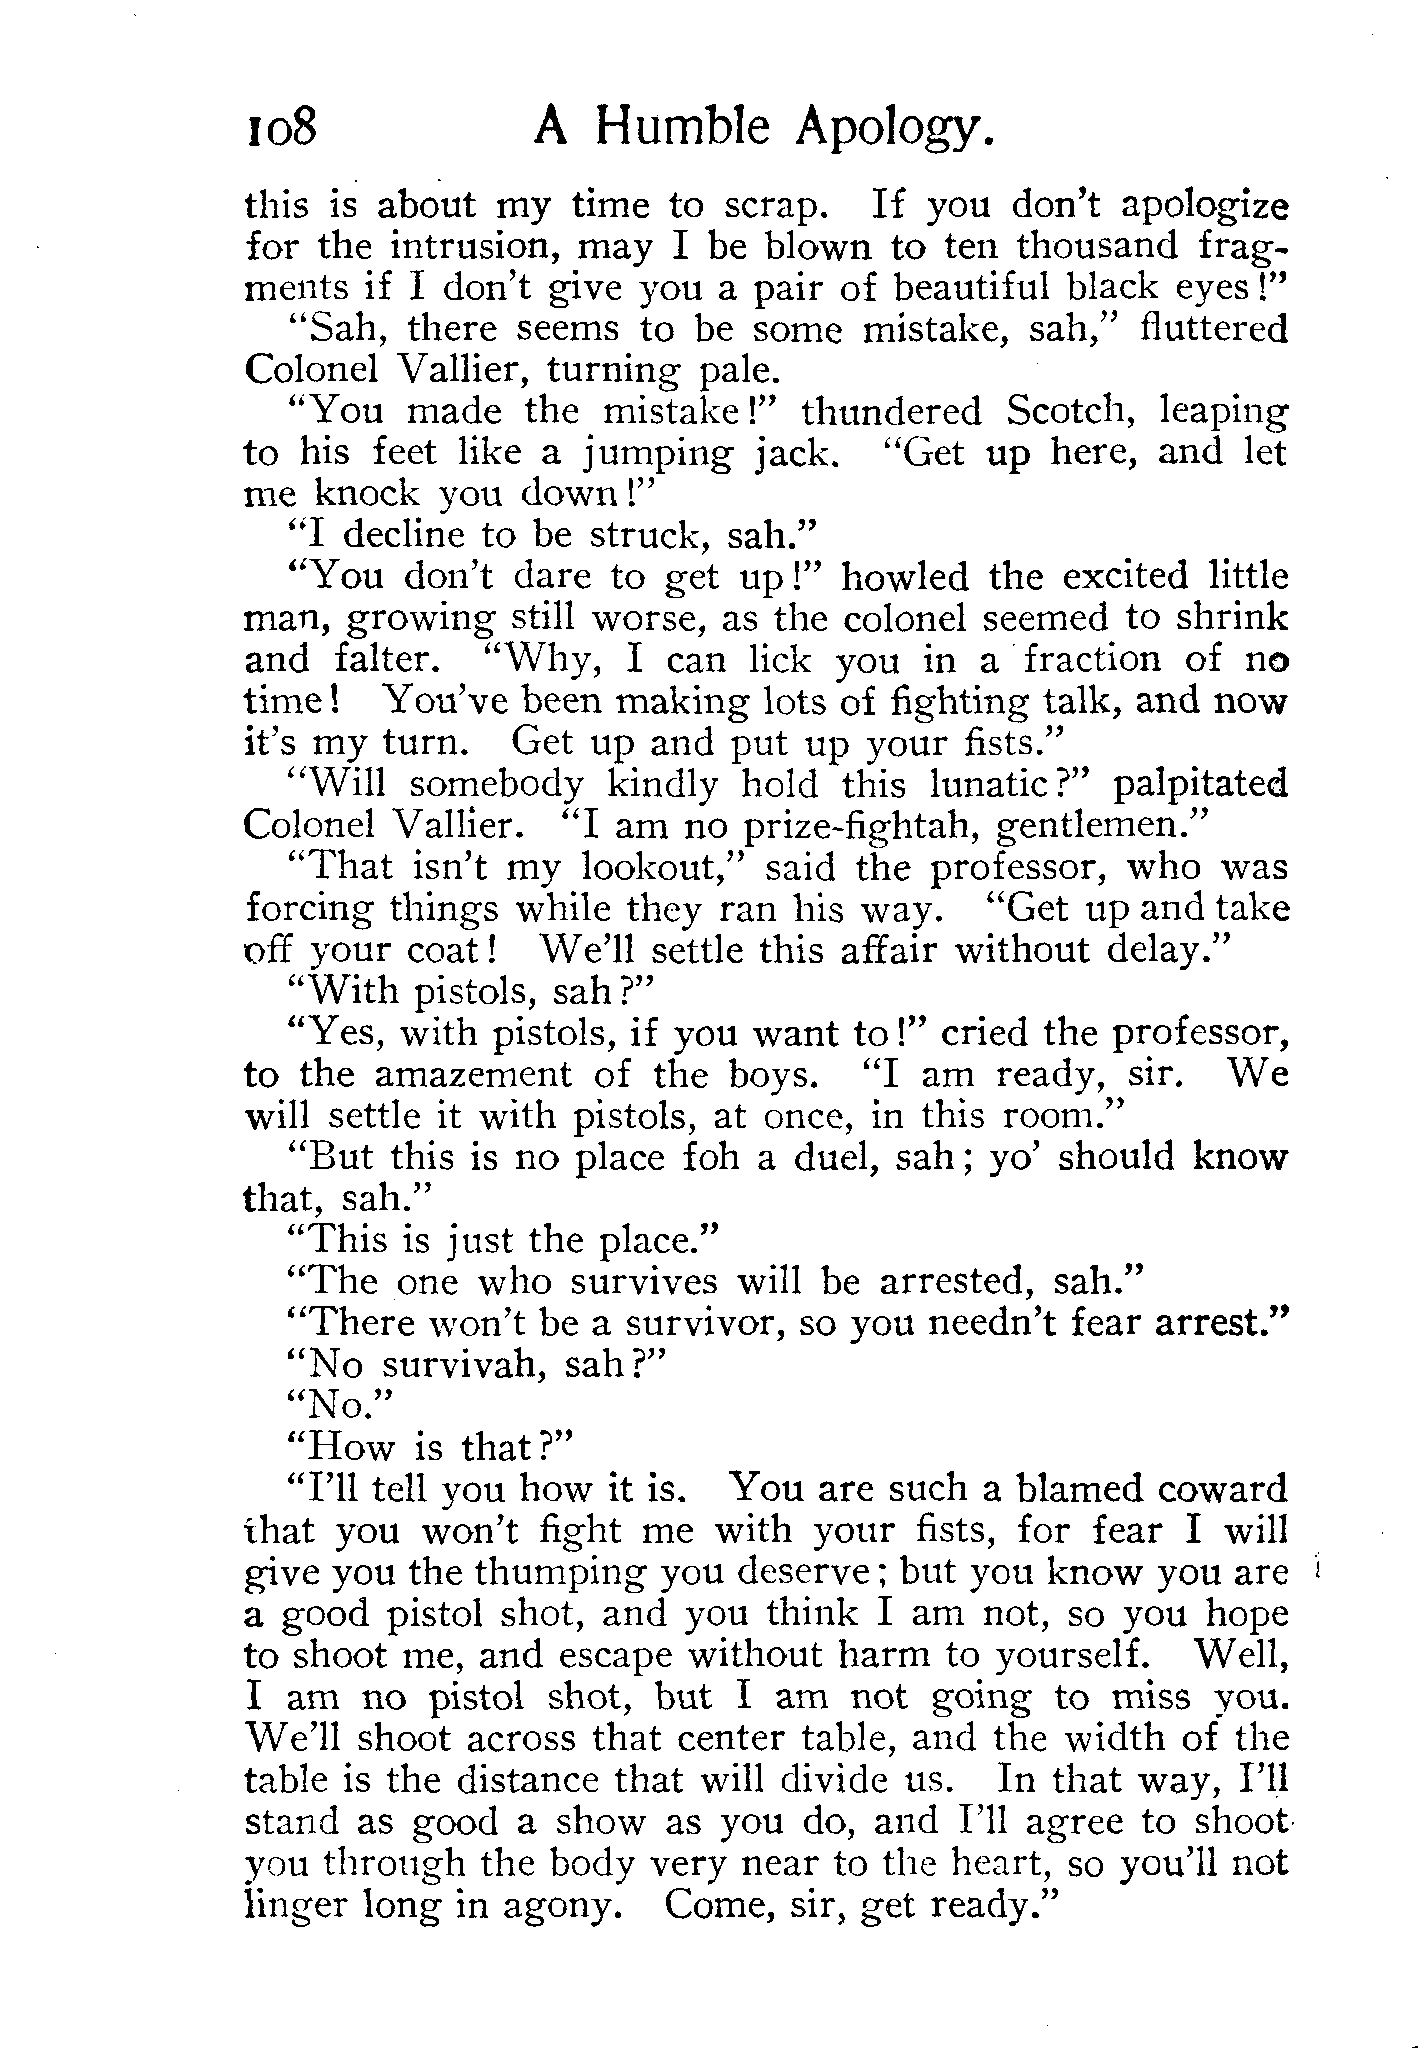 108 A Humble Apology.
this is about my time to scrap. If you don't apologize
for the intrusion, may I be blown to ten thousand frag-
ments if I don't give you a pair of beautiful black eyes!"
"Sah, there seems to be some mistake, sah," fluttered
Colonel Vallier, turning pale.
"You made the mistake!" thundered Scotch, leaping
to his feet like a jumping jack. "Get up here, and let
me knock you down!"
"I decline to be struck, sah."
"You don't dare to get up!" howled the excited little
man, growing still worse, as the colonel seemed to shrink
and falter. "Why, I can lick you in a fraction of no
time! You've been making lots of fighting talk, and now
it's my turn. Get up and put up your fists."
"Will somebody kindly hold this lunatic?" palpitated
Colonel Vallier. "I am no prize-fightah, gentlemen."
"That isn't my lookout," said the professor, who was
forcing things while they ran his way. "Get up and take
off your coat! We'll settle this affair without delay."
"With pistols, sah?"
"Yes, with pistols, if you want to!" cried the professor,
to the amazement of the boys. "I am ready, sir. We
will settle it with pistols, at once, in this room."
"But this is no place foh a duel, sah; yo' should know
that, sah."
"This is just the place."
"The one who survives will be arrested, sah."
"There won't be a survivor, so you needn't fear arrest."
"No survivah, sah?"
"No."
"How is that?"
"I'll tell you how it is. You are such a blamed coward
that you won't fight me with your fists, for fear I will
give you the thumping you deserve; but you know you are
a good pistol shot, and you think I am not, so you hope
to shoot me, and escape without harm to yourself. Well,
I am no pistol shot, but I am not going to miss you.
We'll shoot across that center table, and the width of the
table is the distance that will divide us. In that way, I'll
stand as good a show as you do, and I'll agree to shoot
you through the body very near to the heart, so you'll not
linger long in agony. Come, sir, get ready."